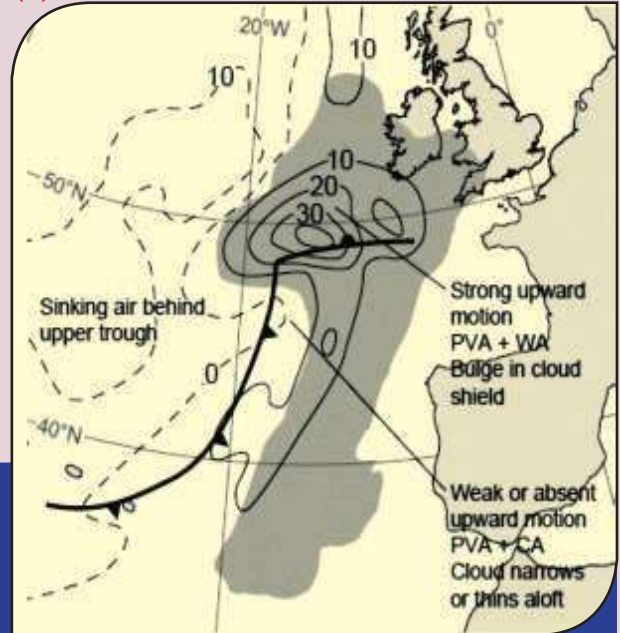 20°W
0°
10
10
50°N
10
20
30
Sinking air behind
upper trough
Strong upward
motion
PVA + WA
Bulge in cloud
shield
0
40°N
0
Weak or absent
upward motion
PVA + CA
Cloud narrows
or thins aloft